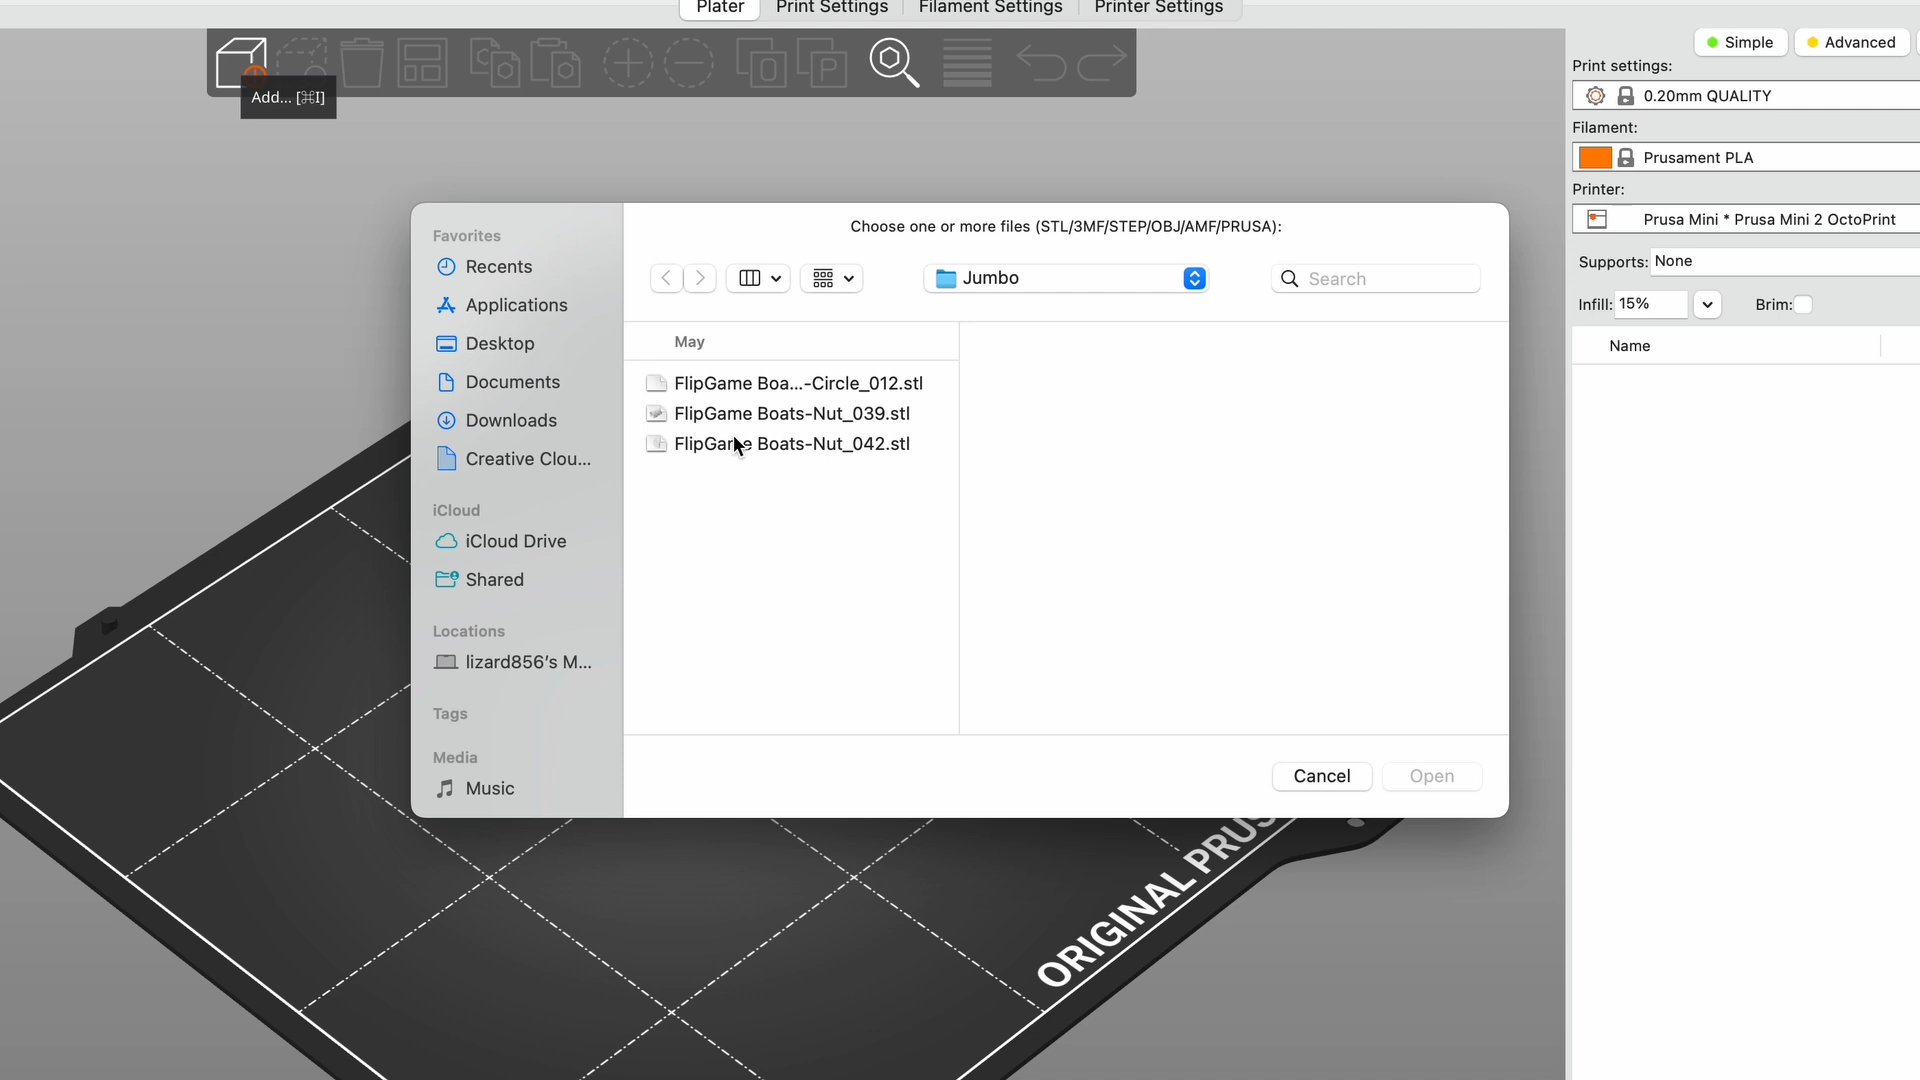 Plater
Print Settings
Filament Settings
Printer Settings
Add... [⌘I]
Simple
Advanced
Print settings:
0.20mm QUALITY
Filament:
Prusament PLA
Printer:
Prusa Mini * Prusa Mini 2 OctoPrint
Supports: None
Infill: 15%
Brim:
Name
Choose one or more files (STL/3MF/STEP/OBJ/AMF/PRUSA):
Jumbo
Search
Favorites
Recents
Applications
Desktop
Documents
Downloads
Creative Clou...
iCloud
iCloud Drive
Shared
Locations
lizard856's M...
Tags
Media
Music
May
FlipGame Boa...-Circle_012.stl
FlipGame Boats-Nut_039.stl
FlipGame Boats-Nut_042.stl
Cancel
Open
ORIGINAL PRUS